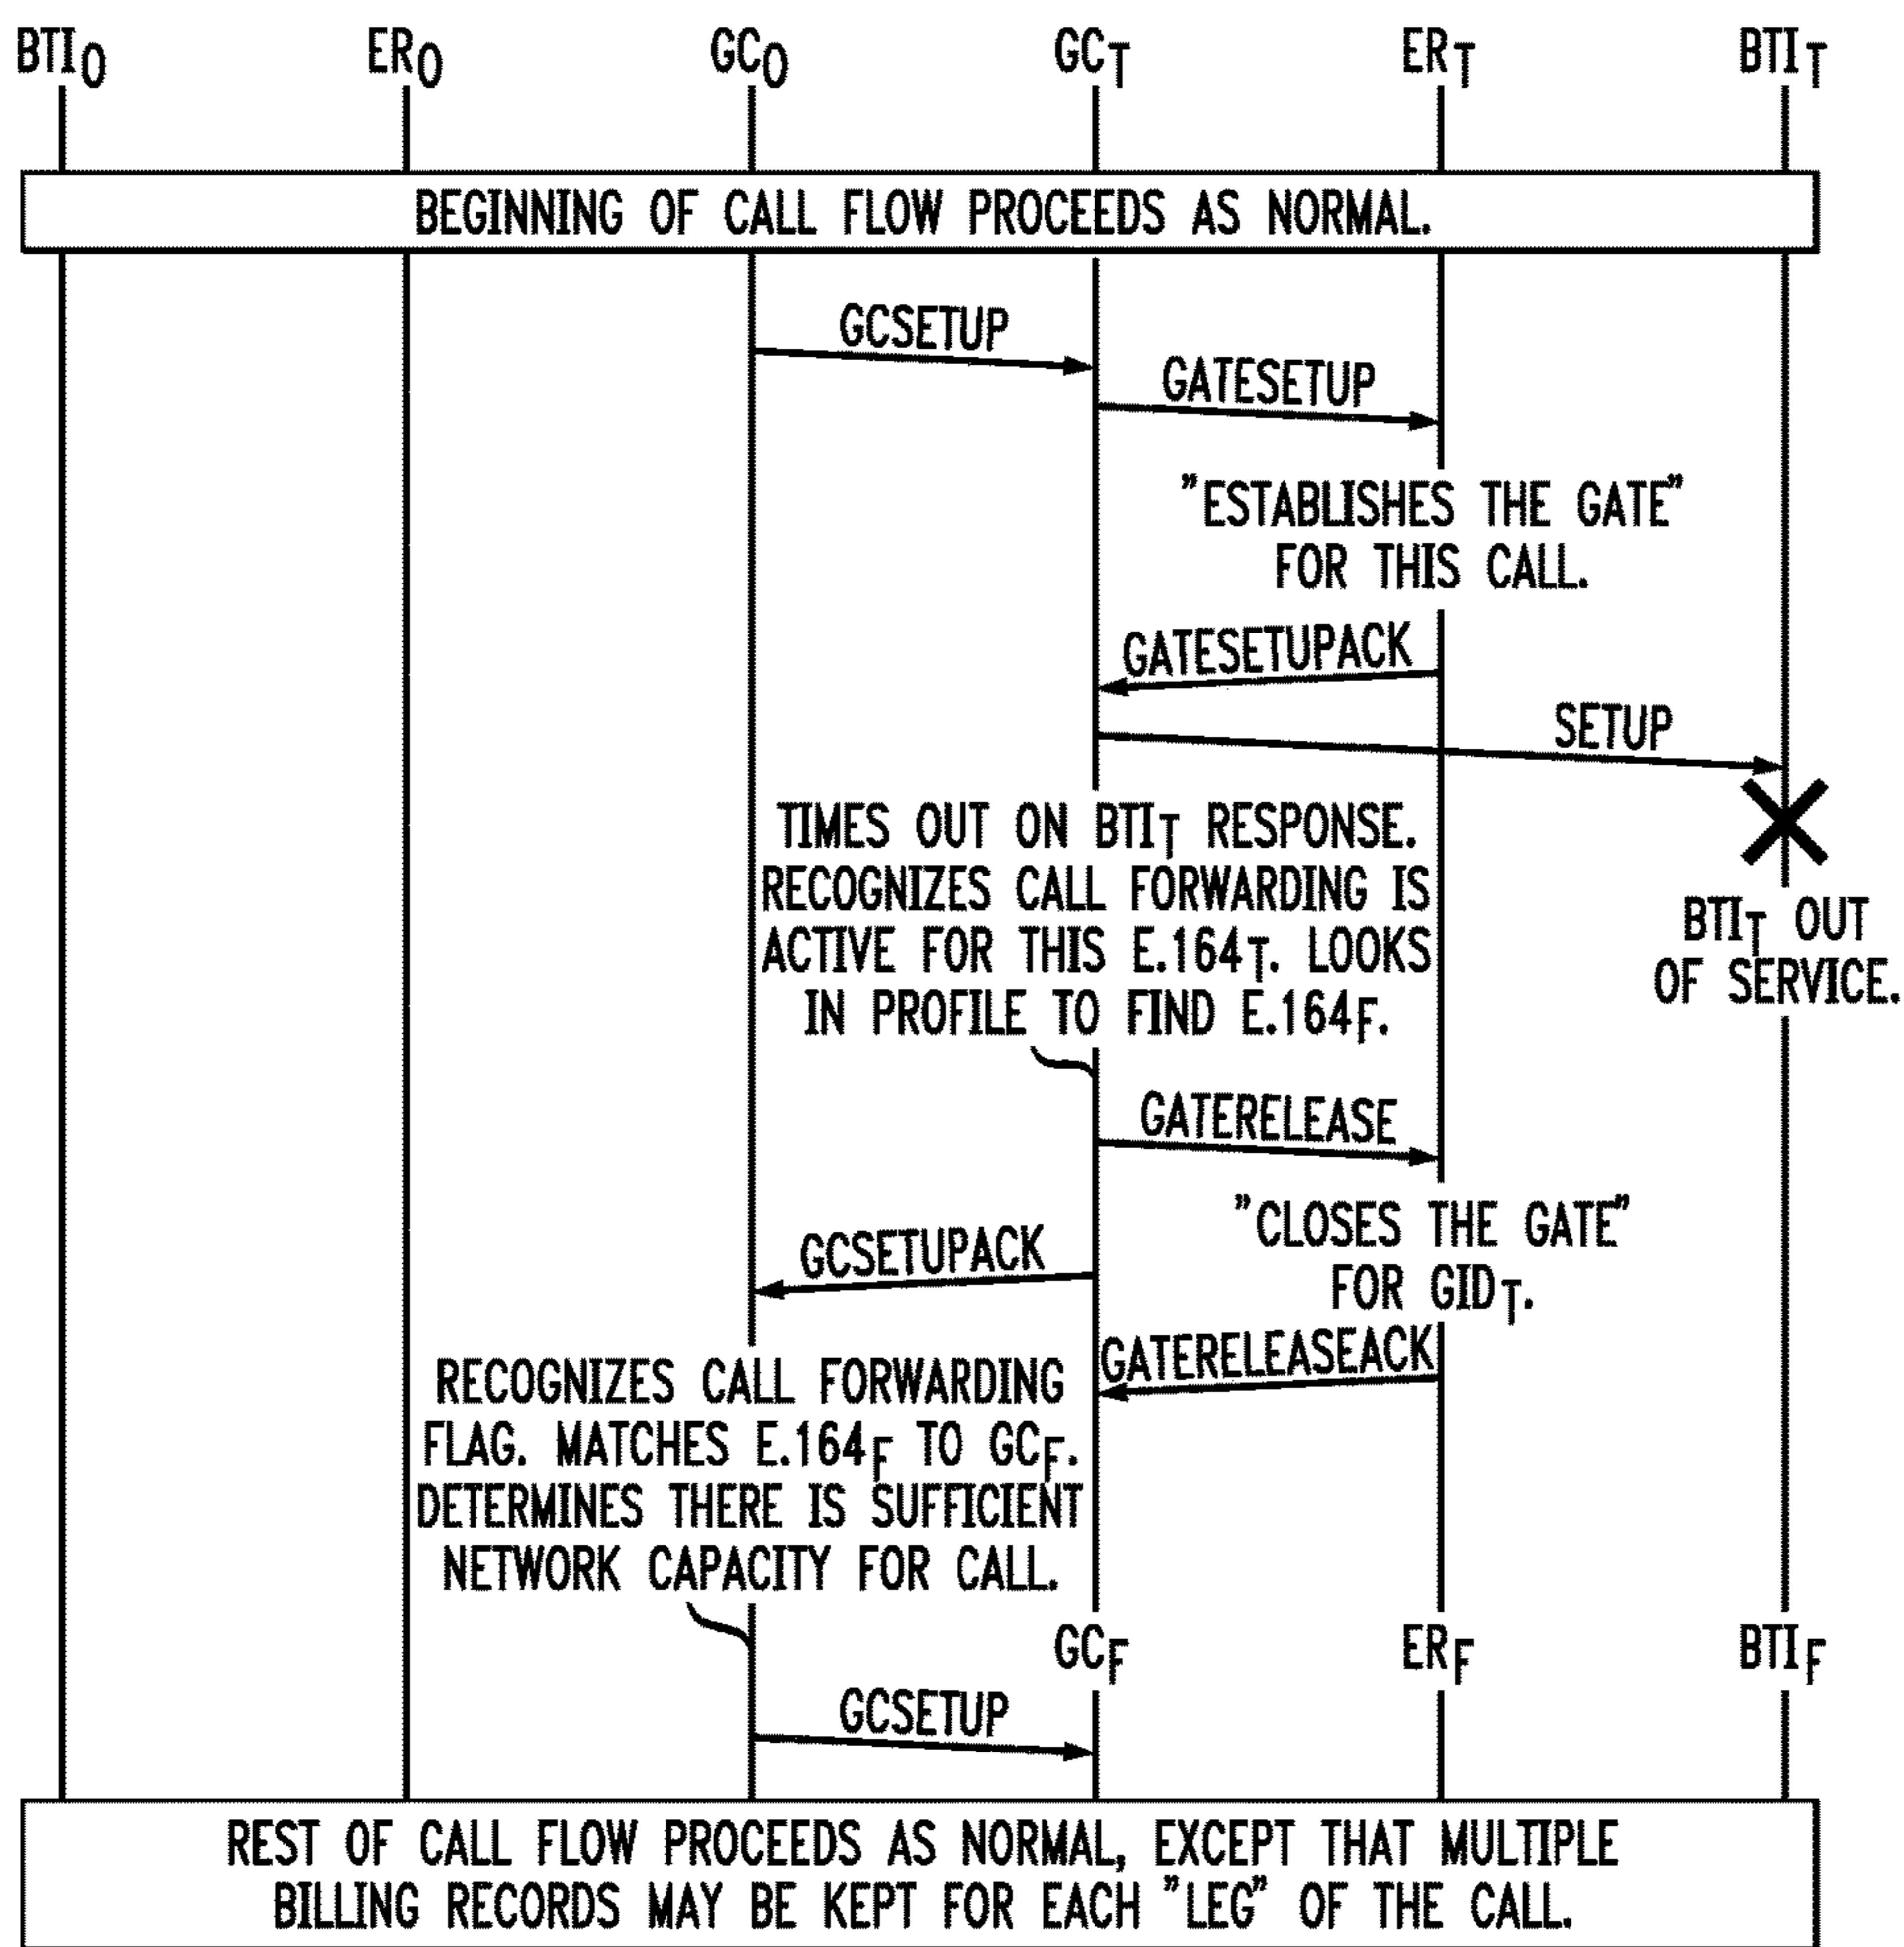 BTIO ERO GCO GCT ERT BTIT
BEGINNING OF CALL FLOW PROCEEDS AS NORMAL.
GCSETUP
GATESETUP
"ESTABLISHES THE GATE"
FOR THIS CALL.
GATESETUPACK
SETUP
TIMES OUT ON BTIT RESPONSE.
RECOGNIZES CALL FORWARDING IS
ACTIVE FOR THIS E.164T. LOOKS
IN PROFILE TO FIND E.164F.
BTIT OUT
OF SERVICE.
GATERELEASE
"CLOSES THE GATE"
FOR GIDT.
GCSETUPACK
GATERELEASEACK
RECOGNIZES CALL FORWARDING
FLAG. MATCHES E.164F TO GCF.
DETERMINES THERE IS SUFFICIENT
NETWORK CAPACITY FOR CALL.
GCF ERF BTIF
GCSETUP
REST OF CALL FLOW PROCEEDS AS NORMAL, EXCEPT THAT MULTIPLE
BILLING RECORDS MAY BE KEPT FOR EACH "LEG" OF THE CALL.